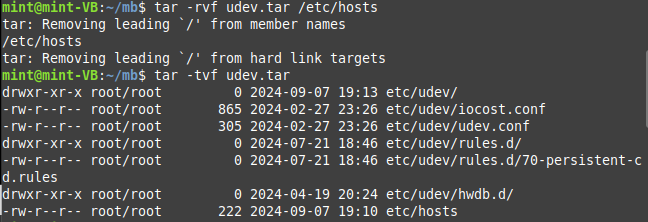 mint@mint-VB:~/mb$ tar -rvf udev.tar /etc/hosts
tar: Removing leading `/' from member names
/etc/hosts
tar: Removing leading `/' from hard link targets
mint@mint-VB:~/mb$ tar -tvf udev.tar
drwxr-xr-x root/root         0 2024-09-07 19:13 etc/udev/
-rw-r--r-- root/root       865 2024-02-27 23:26 etc/udev/iocost.conf
-rw-r--r-- root/root       305 2024-02-27 23:26 etc/udev/udev.conf
drwxr-xr-x root/root         0 2024-07-21 18:46 etc/udev/rules.d/
-rw-r--r-- root/root         0 2024-07-21 18:46 etc/udev/rules.d/70-persistent-c
d.rules
drwxr-xr-x root/root         0 2024-04-19 20:24 etc/udev/hwdb.d/
-rw-r--r-- root/root       222 2024-09-07 19:10 etc/hosts